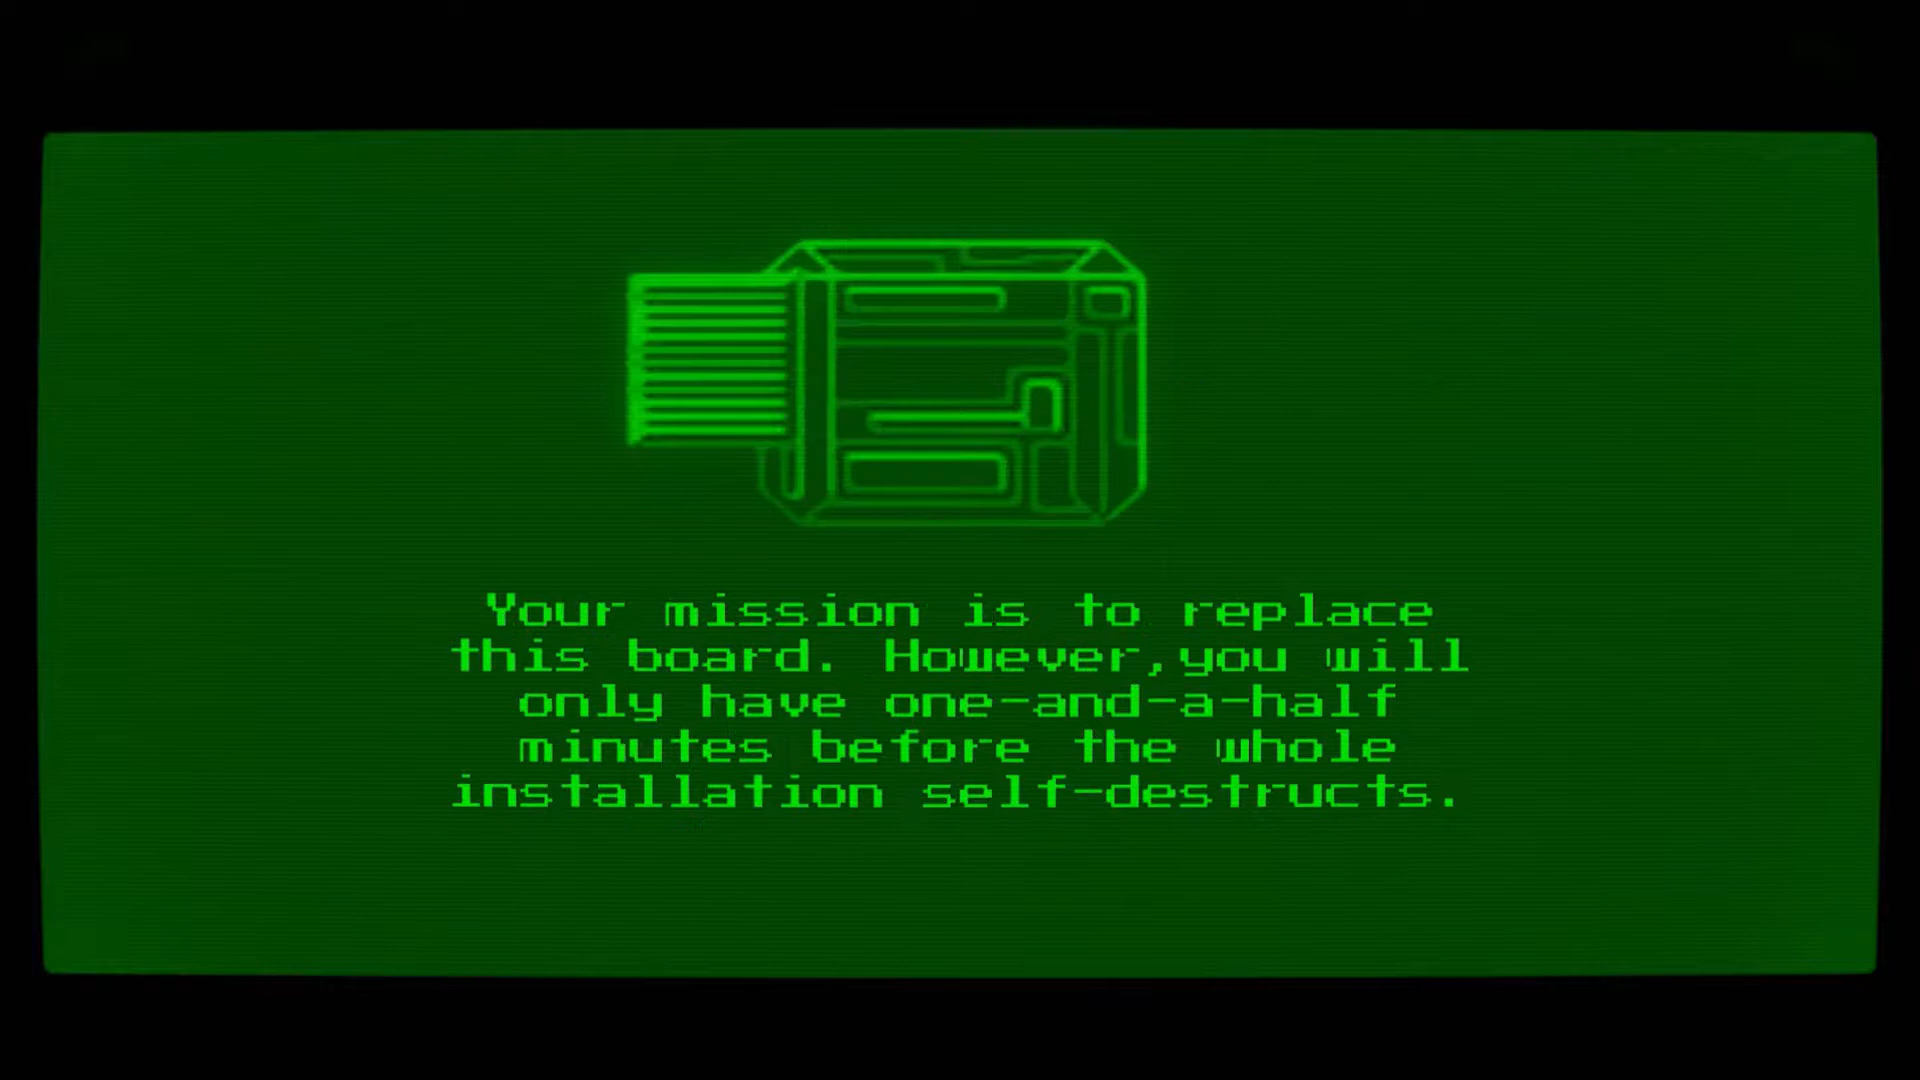 Your mission is to replace
this board. However,you will
only have one-and-a-half
minutes before the whole
installation self-destructs.